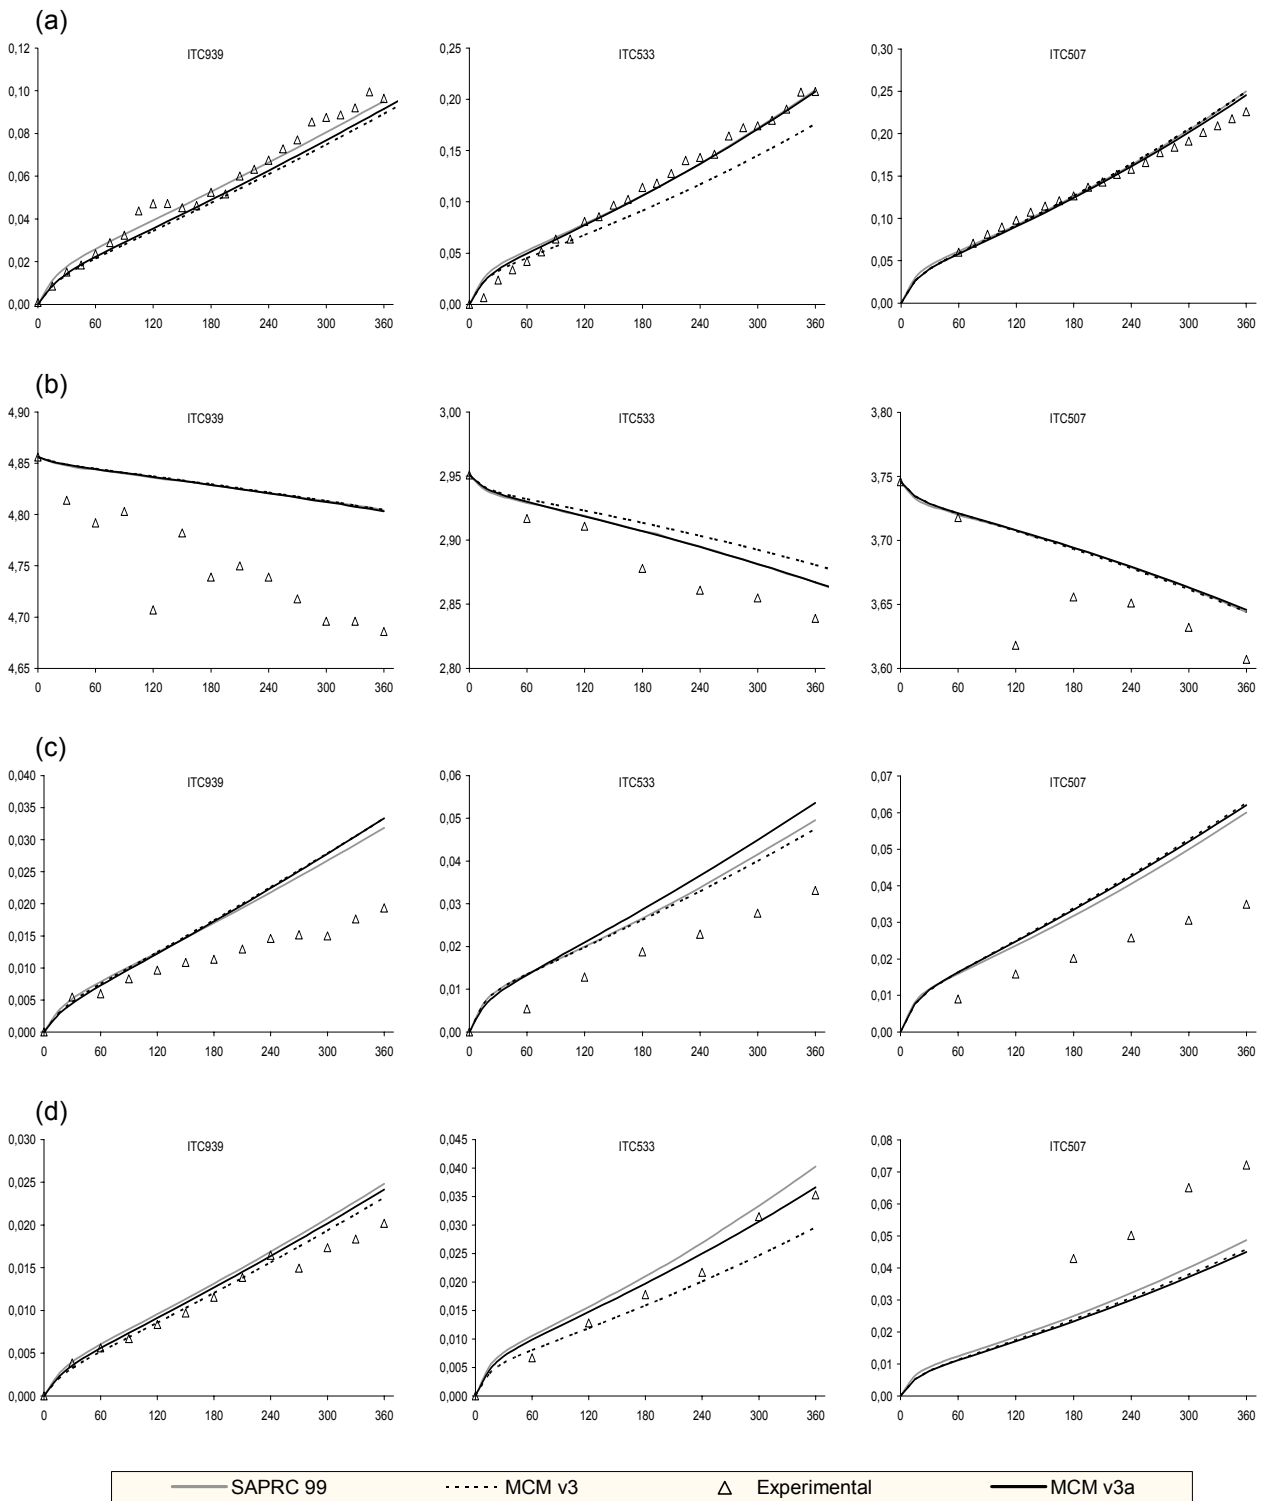 (a)
ITC939 ITC533 ITC507
0,12 0,25 0,30
0,10 0,20 0,25
0,08 0,15 0,20
0,06 0,10 0,15
0,04 0,05 0,10
0,02 0,00 0,05
0,00 0,00
0 60 120 180 240 300 360 0 60 120 180 240 300 360 0 60 120 180 240 300 360
(b)
ITC939 ITC533 ITC507
4,90 3,00 3,80
4,85 2,95 3,75
4,80 2,90 3,70
4,75 2,85 3,65
4,70 2,80 3,60
4,65
0 60 120 180 240 300 360 0 60 120 180 240 300 360 0 60 120 180 240 300 360
(c)
ITC939 ITC533 ITC507
0,040 0,06 0,07
0,035 0,05 0,06
0,030 0,04 0,05
0,025 0,03 0,04
0,020 0,02 0,03
0,015 0,01 0,02
0,010 0,00 0,01
0,005 0,00
0,000
0 60 120 180 240 300 360 0 60 120 180 240 300 360 0 60 120 180 240 300 360
(d)
ITC939 ITC533 ITC507
0,030 0,045 0,08
0,025 0,040 0,07
0,020 0,035 0,06
0,015 0,030 0,05
0,010 0,025 0,04
0,005 0,020 0,03
0,000 0,015 0,02
0,010 0,01
0,005 0,00
0,000
0 60 120 180 240 300 360 0 60 120 180 240 300 360 0 60 120 180 240 300 360
SAPRC 99 MCM v3 Experimental MCM v3a